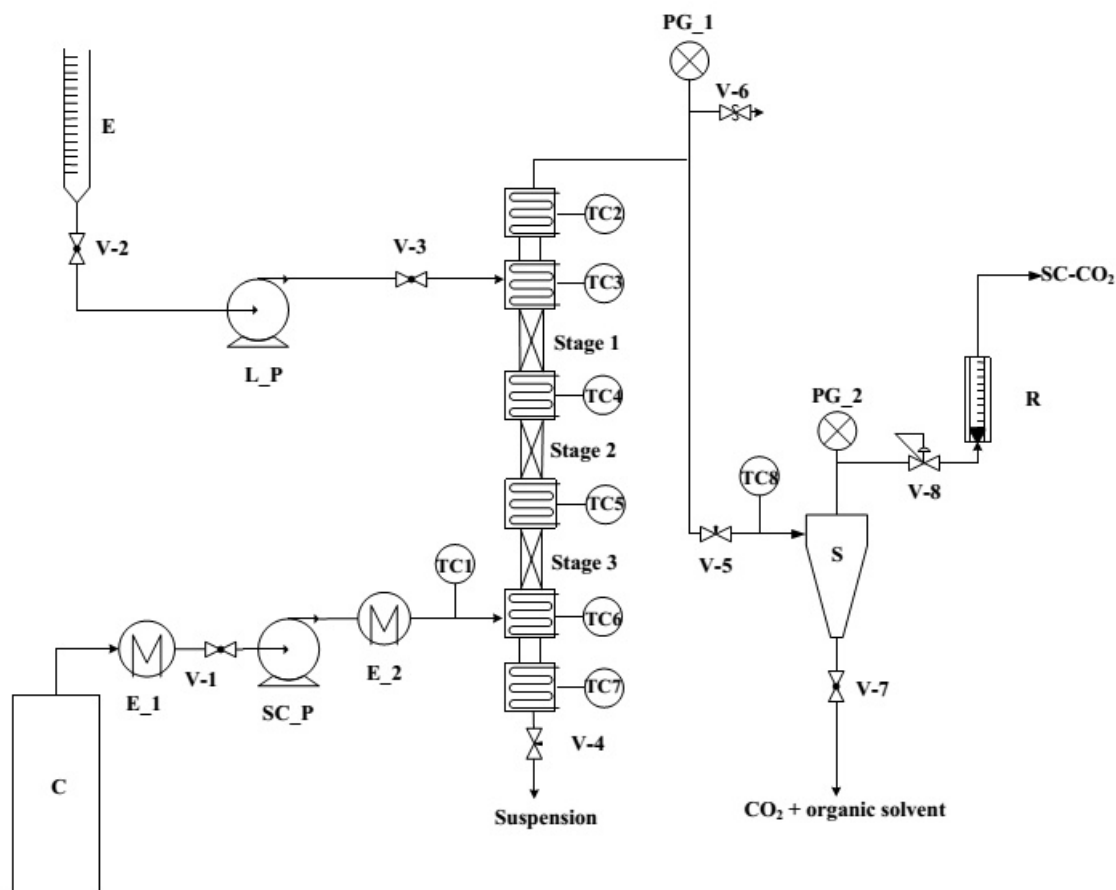 PG_1
V-6
E
TC2
V-2
V-3
TC3
SC-CO₂
Stage 1
L_P
TC4
PG_2
R
Stage 2
TC8
V-8
TC5
V-5
S
Stage 3
TC1
TC6
E_1
V-1
SC_P
E_2
TC7
V-7
V-4
C
Suspension
CO₂ + organic solvent